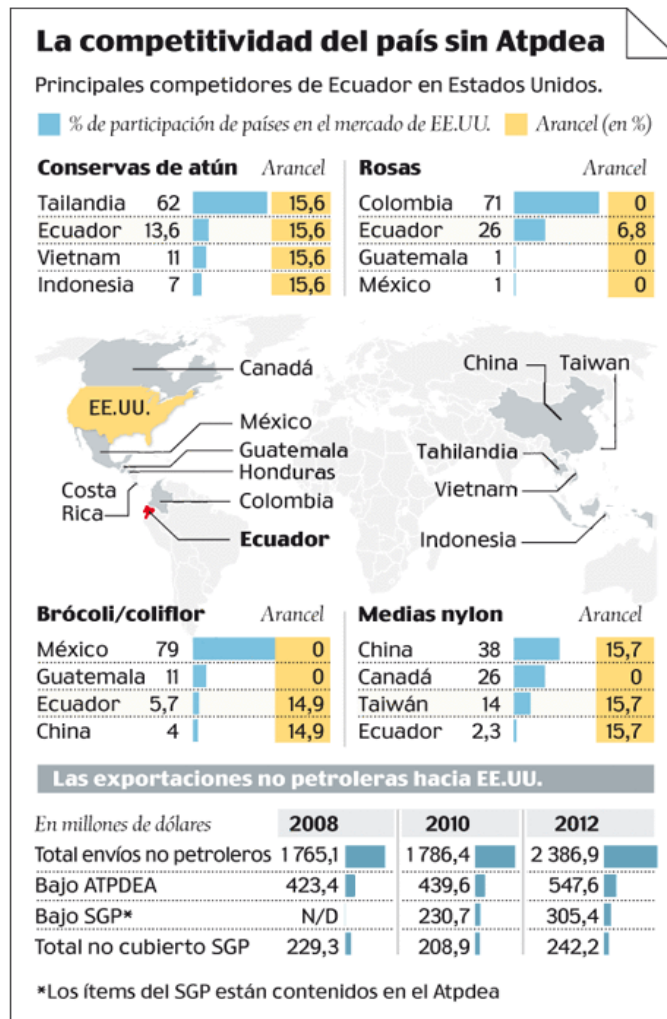 La competitividad del país sin Atpdea
Principales competidores de Ecuador en Estados Unidos.
% de participación de países en el mercado de EE.UU. Arancel (en %)
Conservas de atún Arancel
Tailandia 62 15,6
Ecuador 13,6 15,6
Vietnam 11 15,6
Indonesia 7 15,6
Rosas Arancel
Colombia 71 0
Ecuador 26 6,8
Guatemala 1 0
México 1 0
Canadá
EE.UU.
México
Guatemala
Honduras
Costa
Rica
Colombia
Ecuador
China Taiwan
Tahilandia
Vietnam
Indonesia
Brócoli/coliflor Arancel
México 79 0
Guatemala 11 0
Ecuador 5,7 14,9
China 4 14,9
Medias nylon Arancel
China 38 15,7
Canadá 26 0
Taiwán 14 15,7
Ecuador 2,3 15,7
Las exportaciones no petroleras hacia EE.UU.
En millones de dólares 2008 2010 2012
Total envíos no petroleros 1 765,1 1 786,4 2 386,9
Bajo ATPDEA 423,4 439,6 547,6
Bajo SGP* N/D 230,7 305,4
Total no cubierto SGP 229,3 208,9 242,2
*Los ítems del SGP están contenidos en el Atpdea